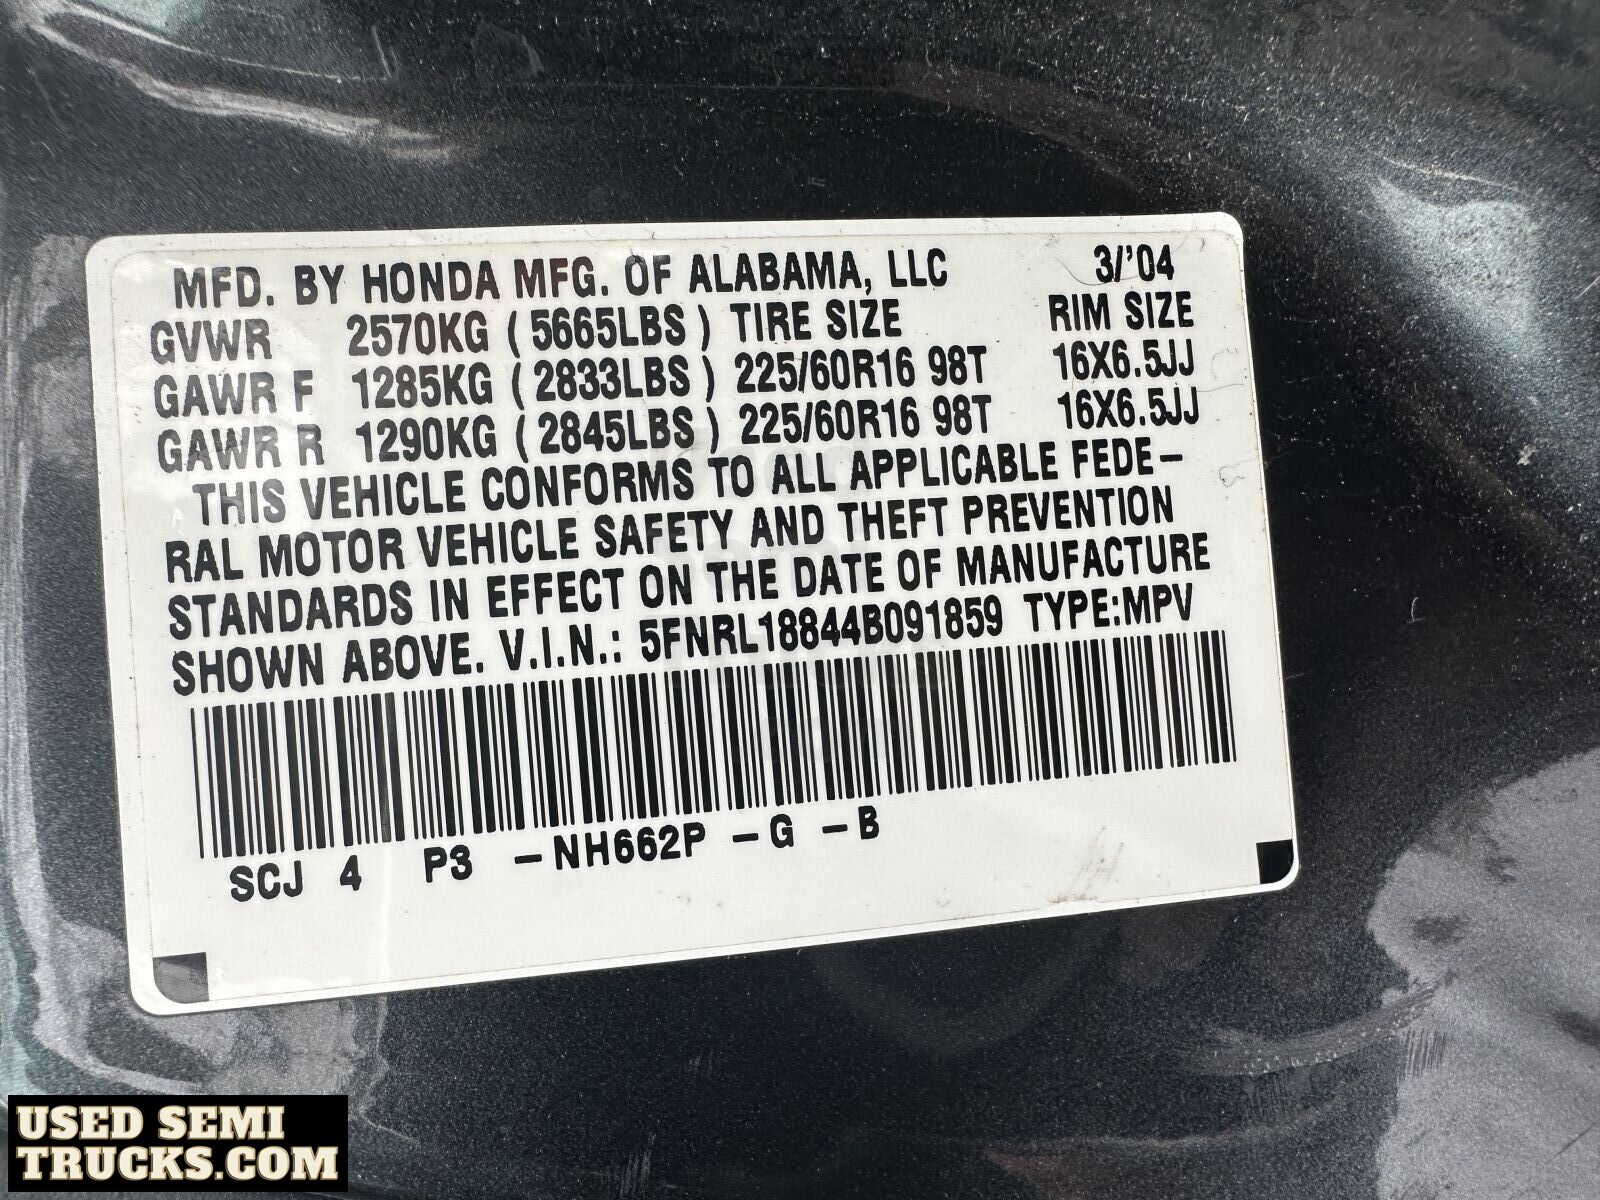 MFD. BY HONDA MFG. OF ALABAMA, LLC 3/'04
GVWR 2570KG ( 5665LBS ) TIRE SIZE RIM SIZE
GAWR F 1285KG ( 2833LBS ) 225/60R16 98T 16X6.5JJ
GAWR R 1290KG ( 2845LBS ) 225/60R16 98T 16X6.5JJ
THIS VEHICLE CONFORMS TO ALL APPLICABLE FEDE-
RAL MOTOR VEHICLE SAFETY AND THEFT PREVENTION
STANDARDS IN EFFECT ON THE DATE OF MANUFACTURE
SHOWN ABOVE. V.I.N.: 5FNRL18844B091859 TYPE:MPV
SCJ 4 P3 -NH662P -G -B
USED SEMI
TRUCKS.COM